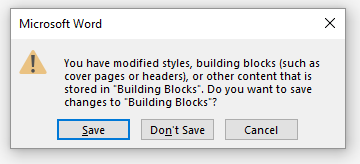 Microsoft Word
You have modified styles, building blocks (such as
cover pages or headers), or other content that is
stored in "Building Blocks". Do you want to save
changes to "Building Blocks"?
Save Don't Save Cancel